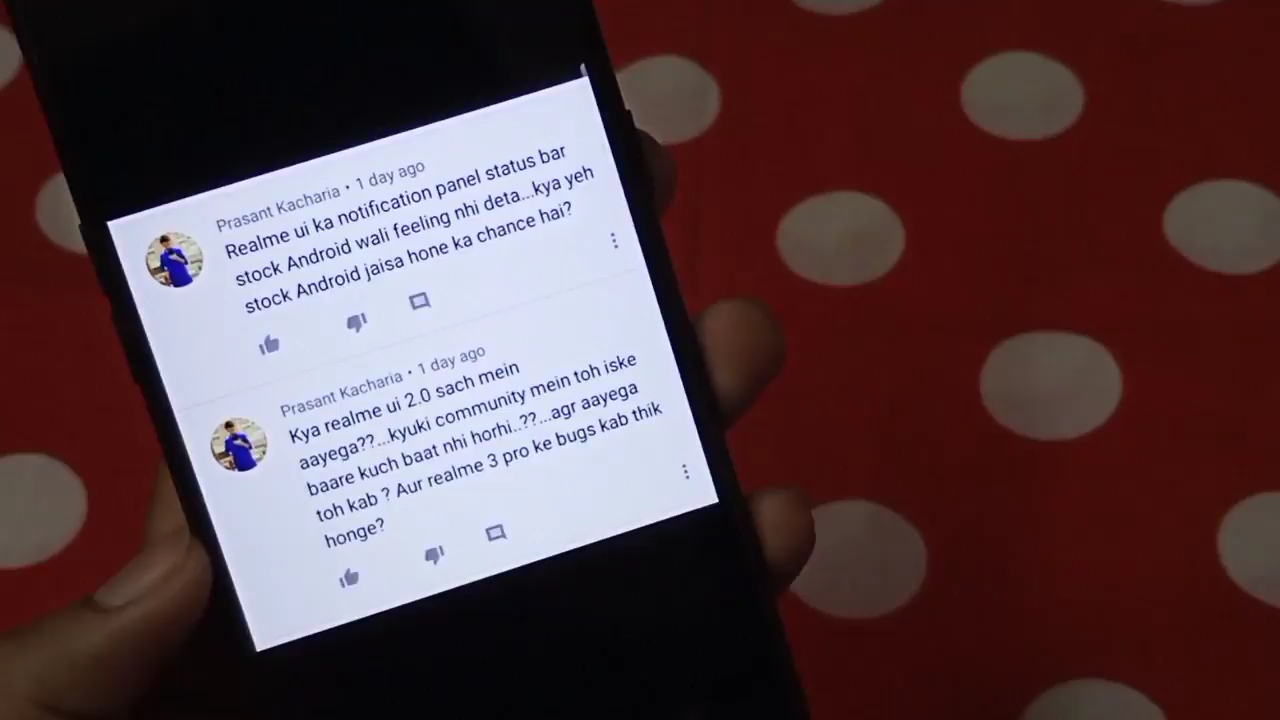 Prasant Kacharia • 1 day ago
Realme ui ka notification panel status bar
stock Android wali feeling nhi deta...kya yeh
stock Android jaisa hone ka chance hai?
Prasant Kacharia • 1 day ago
Kya realme ui 2.0 sach mein
aayega??...kyuki community mein toh iske
baare kuch baat nhi horhi..??...agr aayega
toh kab ? Aur realme 3 pro ke bugs kab thik
honge?